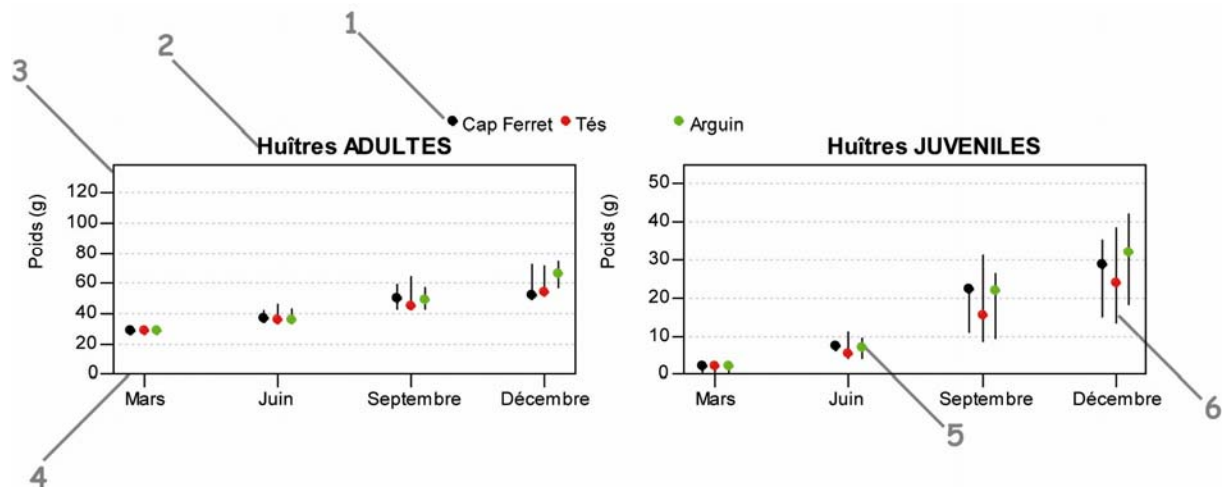 1
2
3
Cap Ferret Tés Arguin
Huîtres ADULTES
Poids (g)
120
100
80
60
40
20
0
Mars Juin Septembre Décembre
4
Huîtres JUVENILES
Poids (g)
50
40
30
20
10
0
Mars Juin Septembre Décembre
5
6